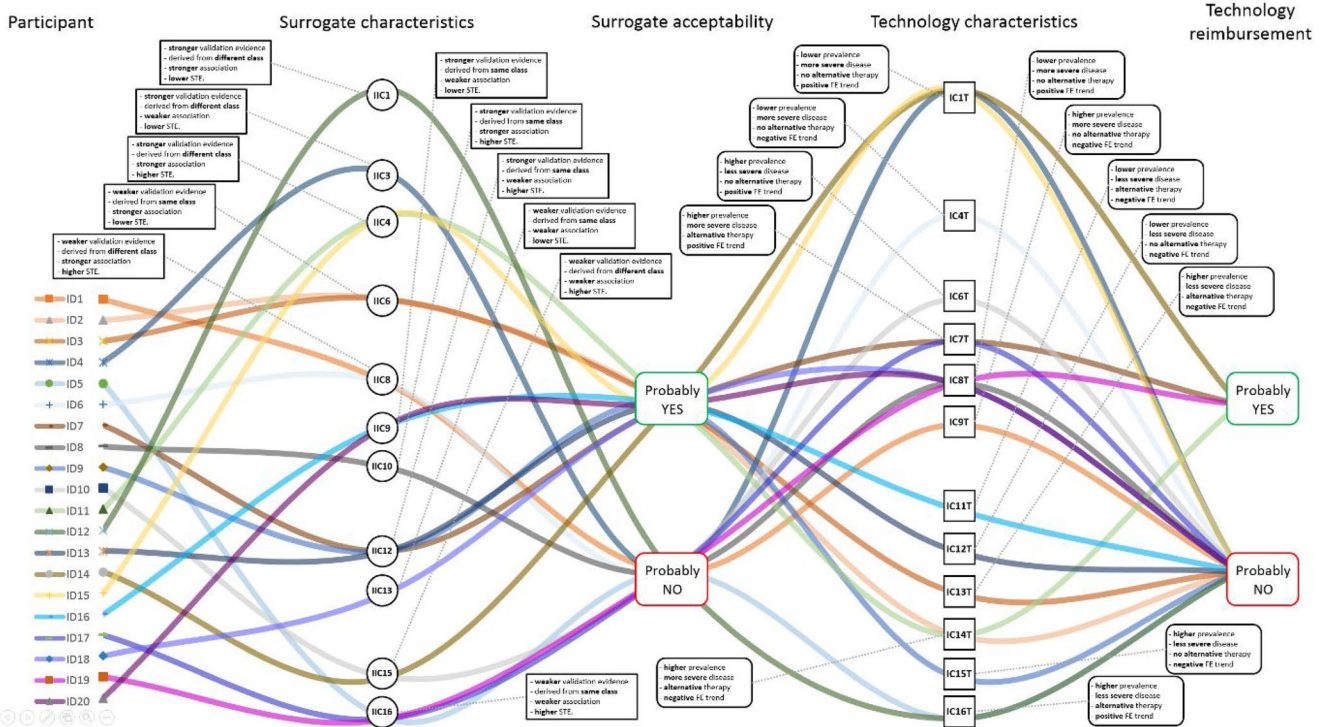 Participant
Surrogate characteristics
Surrogate acceptability
Technology characteristics
Technology
reimbursement
- stronger validation evidence
- derived from different class
- stronger association
- lower STE.
- stronger validation evidence
- derived from different class
- weaker association
- lower STE.
- stronger validation evidence
- derived from different class
- stronger association
- higher STE.
- weaker validation evidence
- derived from same class
- stronger association
- lower STE.
- weaker validation evidence
- derived from different class
- stronger association
- higher STE.
- stronger validation evidence
- derived from same class
- weaker association
- lower STE.
- stronger validation evidence
- derived from same class
- stronger association
- higher STE.
- stronger validation evidence
- derived from same class
- weaker association
- higher STE.
- weaker validation evidence
- derived from same class
- weaker association
- lower STE.
- weaker validation evidence
- derived from different class
- weaker association
- higher STE.
- weaker validation evidence
- derived from same class
- weaker association
- higher STE.
ID1
ID2
ID3
ID4
ID5
ID6
ID7
ID8
ID9
ID10
ID11
ID12
ID13
ID14
ID15
ID16
ID17
ID18
ID19
ID20
IIC1
IIC3
IIC4
IIC6
IIC8
IIC9
IIC10
IIC12
IIC13
IIC15
IIC16
Probably
YES
Probably
NO
- lower prevalence
- more severe disease
- no alternative therapy
- positive FE trend
- lower prevalence
more severe disease
- no alternative therapy
negative FE trend
- higher prevalence
less severe disease
- no alternative therapy
- positive FE trend
- higher prevalence
more severe disease
- alternative therapy
positive FE trend
- lower prevalence
- more severe disease
- no alternative therapy
- positive FE trend
- higher prevalence
more severe disease
- no alternative therapy
negative FE trend
- lower prevalence
- less severe disease
- alternative therapy
- negative FE trend
- lower prevalence
less severe disease
- no alternative therapy
- negative FE trend
- higher prevalence
less severe disease
- alternative therapy
- negative FE trend
- higher prevalence
more severe disease
- alternative therapy
negative FE trend
- higher prevalence
- less severe disease
- no alternative therapy
- negative FE trend
- higher prevalence
less severe disease
- alternative therapy
- positive FE trend
IC1T
IC4T
IC6T
IC7T
IC8T
IC9T
IC11T
IC12T
IC13T
IC14T
IC15T
IC16T
Probably
YES
Probably
NO